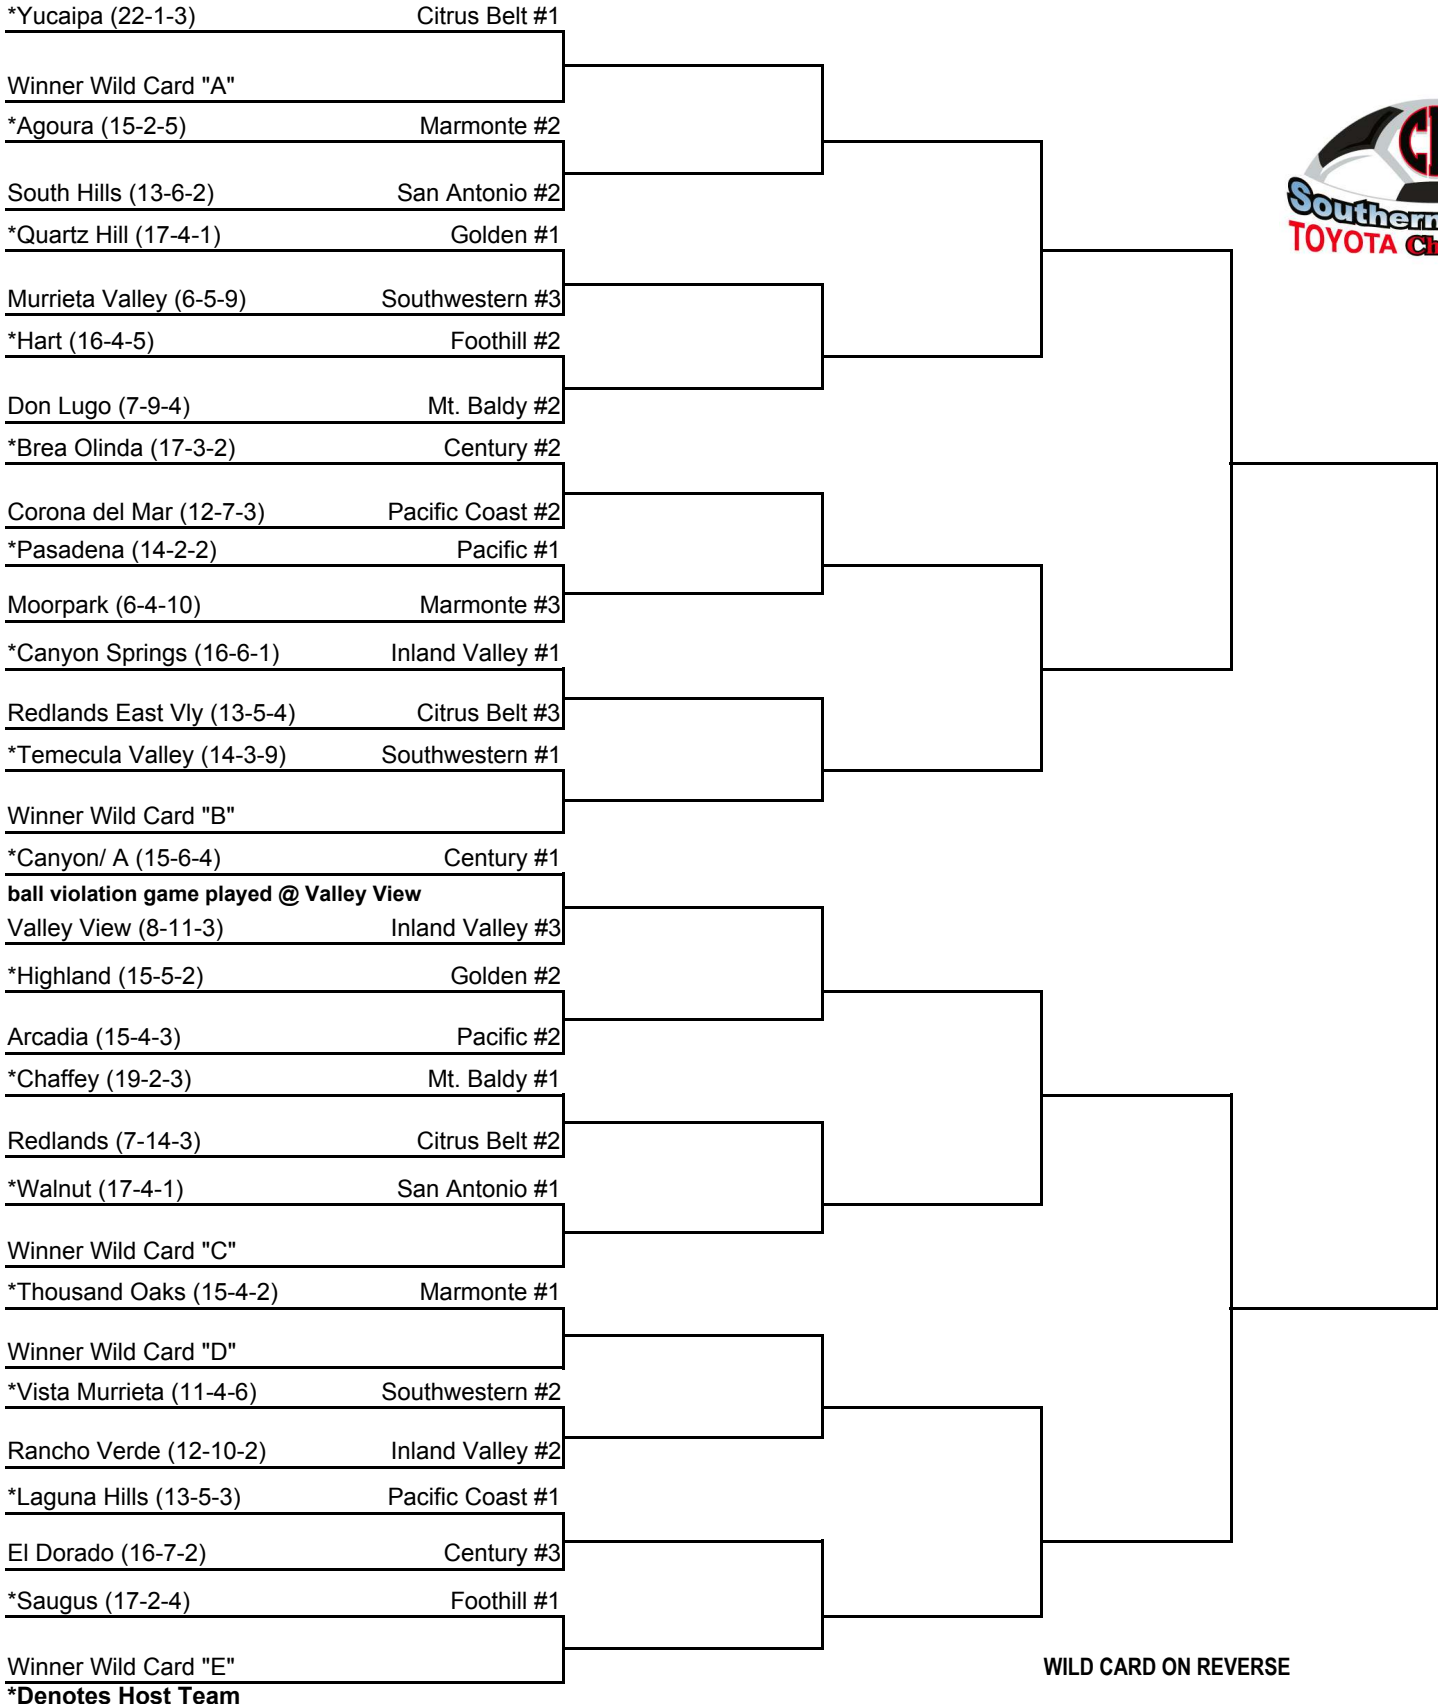 *Yucaipa (22-1-3) Citrus Belt #1
Winner Wild Card "A"
*Agoura (15-2-5) Marmonte #2
South Hills (13-6-2) San Antonio #2
*Quartz Hill (17-4-1) Golden #1
Murrieta Valley (6-5-9) Southwestern #3
*Hart (16-4-5) Foothill #2
Don Lugo (7-9-4) Mt. Baldy #2
*Brea Olinda (17-3-2) Century #2
Corona del Mar (12-7-3) Pacific Coast #2
*Pasadena (14-2-2) Pacific #1
Moorpark (6-4-10) Marmonte #3
*Canyon Springs (16-6-1) Inland Valley #1
Redlands East Vly (13-5-4) Citrus Belt #3
*Temecula Valley (14-3-9) Southwestern #1
Winner Wild Card "B"
*Canyon/ A (15-6-4) Century #1
ball violation game played @ Valley View
Valley View (8-11-3) Inland Valley #3
*Highland (15-5-2) Golden #2
Arcadia (15-4-3) Pacific #2
*Chaffey (19-2-3) Mt. Baldy #1
Redlands (7-14-3) Citrus Belt #2
*Walnut (17-4-1) San Antonio #1
Winner Wild Card "C"
*Thousand Oaks (15-4-2) Marmonte #1
Winner Wild Card "D"
*Vista Murrieta (11-4-6) Southwestern #2
Rancho Verde (12-10-2) Inland Valley #2
*Laguna Hills (13-5-3) Pacific Coast #1
El Dorado (16-7-2) Century #3
*Saugus (17-2-4) Foothill #1
Winner Wild Card "E"
*Denotes Host Team
Southern
TOYOTA Ch
WILD CARD ON REVERSE